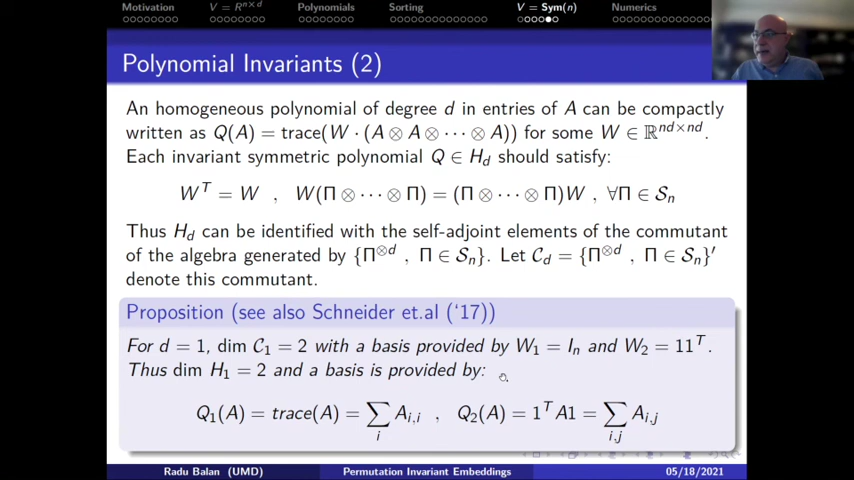 Motivation V = R^{n×d} Polynomials Sorting V = Sym(n) Numerics
Polynomial Invariants (2)
An homogeneous polynomial of degree d in entries of A can be compactly
written as Q(A) = trace(W · (A ⊗ A ⊗ · · · ⊗ A)) for some W ∈ ℝ^{nd×nd}.
Each invariant symmetric polynomial Q ∈ H_d should satisfy:
W^T = W , W(Π ⊗ · · · ⊗ Π) = (Π ⊗ · · · ⊗ Π)W , ∀Π ∈ S_n
Thus H_d can be identified with the self-adjoint elements of the commutant
of the algebra generated by {Π^{⊗d} , Π ∈ S_n}. Let C_d = {Π^{⊗d} , Π ∈ S_n}′
denote this commutant.
Proposition (see also Schneider et.al (‘17))
For d = 1, dim C_1 = 2 with a basis provided by W_1 = I_n and W_2 = 11^T.
Thus dim H_1 = 2 and a basis is provided by:
Q_1(A) = trace(A) = ∑_i A_{i,i} , Q_2(A) = 1^T A1 = ∑_{i,j} A_{i,j}
Radu Balan (UMD) Permutation Invariant Embeddings 05/18/2021